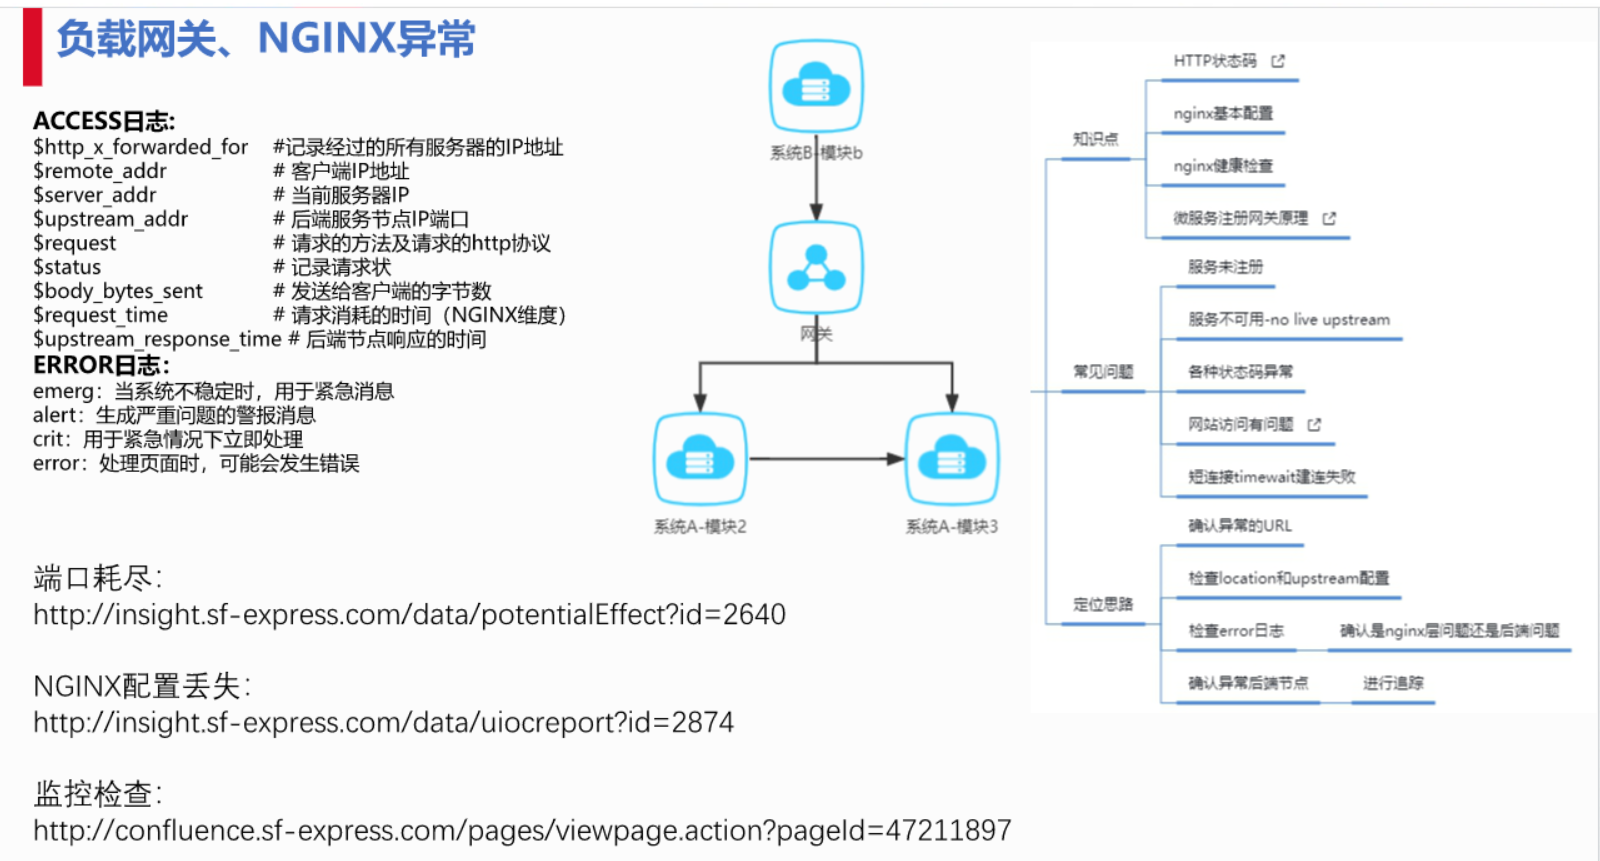 负载网关、NGINX异常
ACCESS日志:
$http_x_forwarded_for #记录经过的所有服务器的IP地址
$remote_addr # 客户端IP地址
$server_addr # 当前服务器IP
$upstream_addr # 后端服务节点IP端口
$request # 请求的方法及请求的http协议
$status # 记录请求状
$body_bytes_sent # 发送给客户端的字节数
$request_time # 请求消耗的时间（NGINX维度）
$upstream_response_time # 后端节点响应的时间
ERROR日志：
emerg：当系统不稳定时，用于紧急消息
alert：生成严重问题的警报消息
crit：用于紧急情况下立即处理
error：处理页面时，可能会发生错误
端口耗尽：
http://insight.sf-express.com/data/potentialEffect?id=2640
NGINX配置丢失：
http://insight.sf-express.com/data/uiocreport?id=2874
监控检查：
http://confluence.sf-express.com/pages/viewpage.action?pageId=47211897
系统B-模块b
网关
系统A-模块2
系统A-模块3
知识点
HTTP状态码
nginx基本配置
nginx健康检查
微服务注册网关原理
常见问题
服务未注册
服务不可用-no live upstream
各种状态码异常
网站访问有问题
短连接timewait建连失败
定位思路
确认异常的URL
检查location和upstream配置
检查error日志
确认是nginx层问题还是后端问题
确认异常后端节点
进行追踪